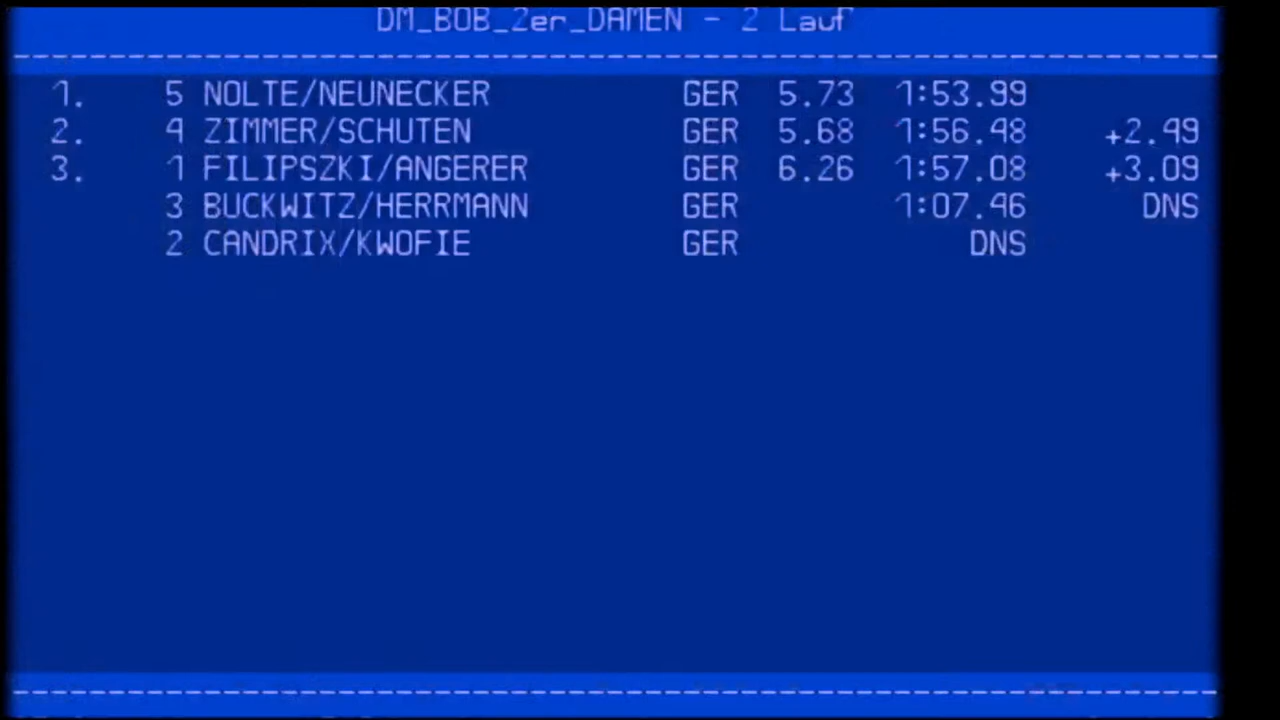 DM_BOB_2er_DAMEN - 2 Lauf
1. 5 NOLTE/NEUNECKER GER 5.73 1:53.99
2. 4 ZIMMER/SCHUTEN GER 5.68 1:56.48 +2.49
3. 1 FILIPSZKI/ANGERER GER 6.26 1:57.08 +3.09
3 BUCKWITZ/HERRMANN GER 1:07.46 DNS
2 CANDRIX/KWOFIE GER DNS